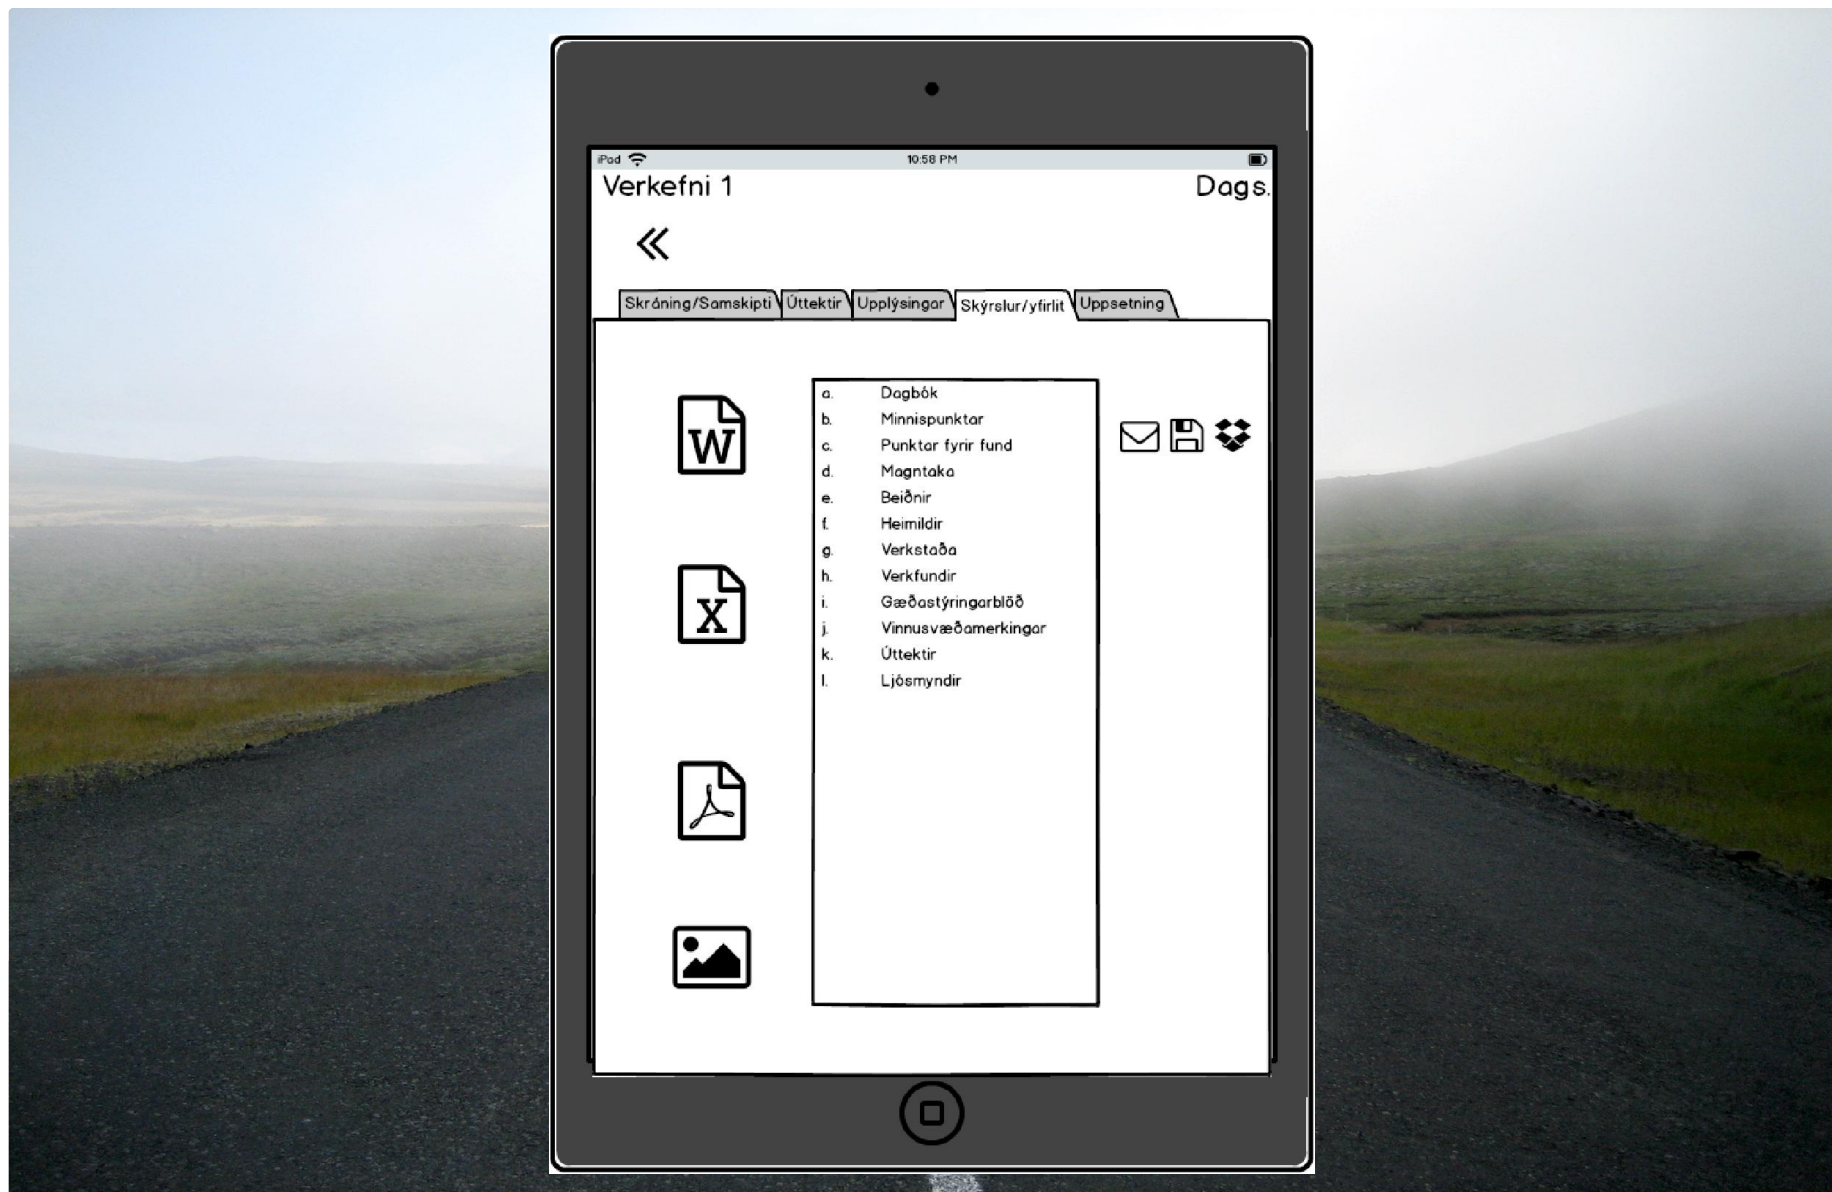 iPad 10:58 PM
Verkefni 1 Dags.
Skráning/Samskipti Úttektir Upplýsingar Skýrslur/yfirlit Uppsetning
a. Dagbók
b. Minnispunktar
c. Punktar fyrir fund
d. Magntaka
e. Beiðnir
f. Heimildir
g. Verkstaða
h. Verkfundir
i. Gæðastýringarblöð
j. Vinnusvæðamerkingar
k. Úttektir
l. Ljósmyndir
W
X